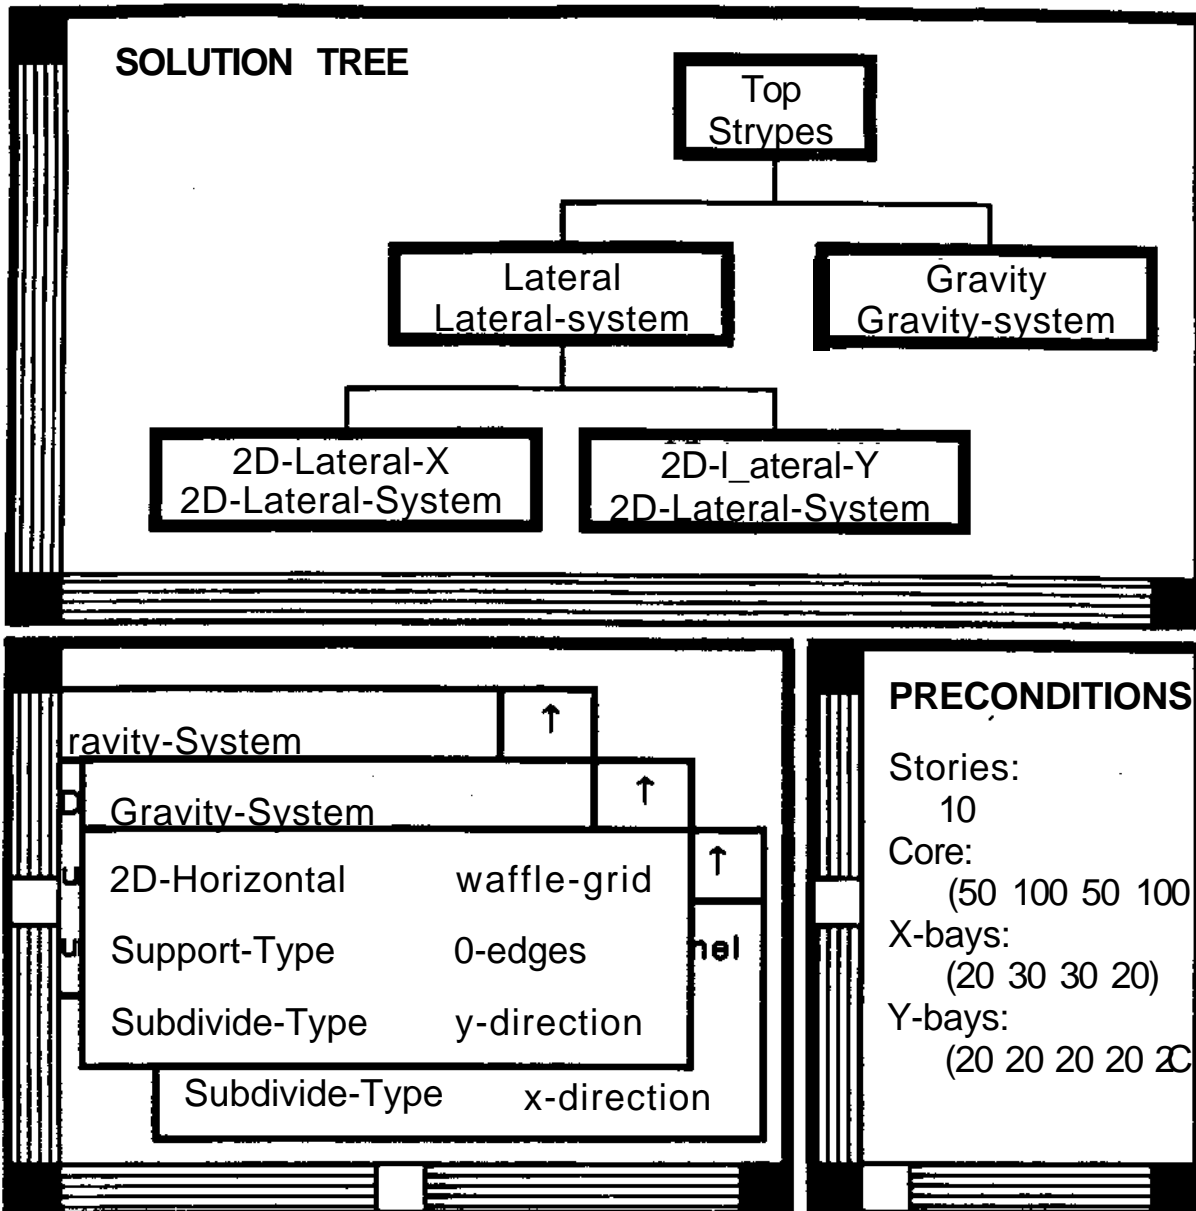 SOLUTION TREE
Top
Strypes
Lateral
Lateral-system
Gravity
Gravity-system
2D-Lateral-X
2D-Lateral-System
2D-l_ateral-Y
2D-Lateral-System
ravity-System ↑
D
Gravity-System ↑
2D-Horizontal waffle-grid ↑
Support-Type 0-edges nel
Subdivide-Type y-direction
Subdivide-Type x-direction
PRECONDITIONS
Stories:
10
Core:
(50 100 50 100
X-bays:
(20 30 30 20)
Y-bays:
(20 20 20 20 2C